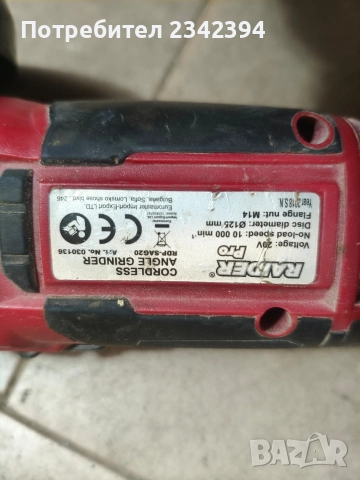 Потребител 2342394
RAIDER
Pro
CORDLESS
ANGLE GRINDER
RDP-SAG20 Art. No. 030136
Voltage: 20V
No-load speed: 10 000 min⁻¹
Disc diameter: Ø125 mm
Flange nut: M14
Year: 2018 S.N.
Euromaster Import-Export LTD.
Bulgaria, Sofia, Lomsko shose blvd. 246
BAZAR
bg